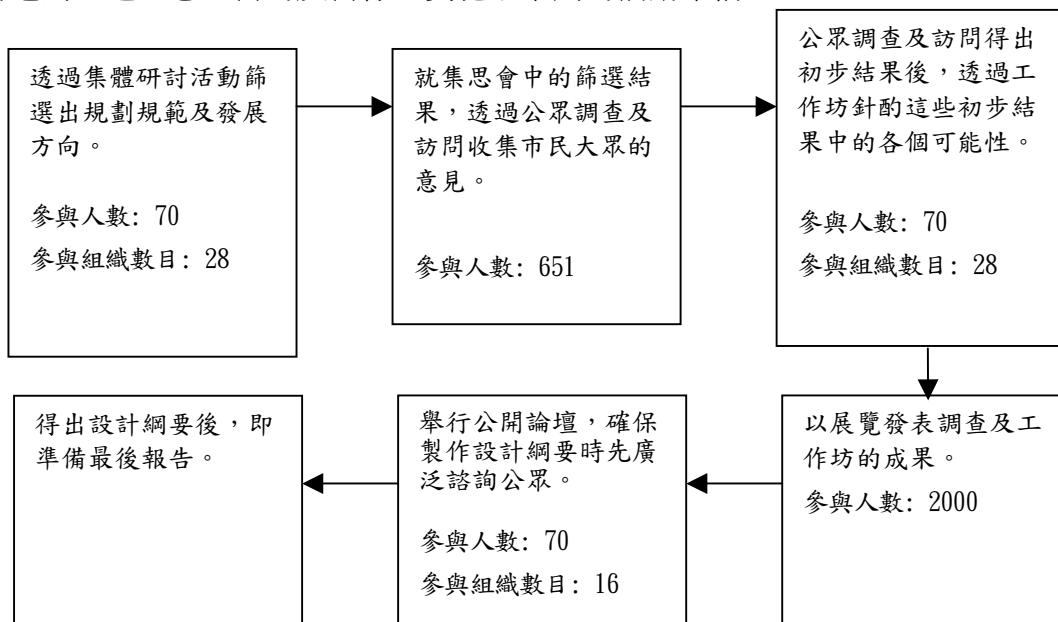 透過集體研討活動篩
選出規劃規範及發展
方向。
參與人數: 70
參與組織數目: 28
就集思會中的篩選結
果,透過公眾調查及
訪問收集市民大眾的
意見。
參與人數: 651
公眾調查及訪問得出
初步結果後,透過工
作坊斟酌這些初步結
果中的各個可能性。
參與人數: 70
參與組織數目: 28
以展覽發表調查及工
作坊的成果。
參與人數: 2000
舉行公開論壇,確保
製作設計綱要時先廣
泛諮詢公眾。
參與人數: 70
參與組織數目: 16
得出設計綱要後,即
準備最後報告。